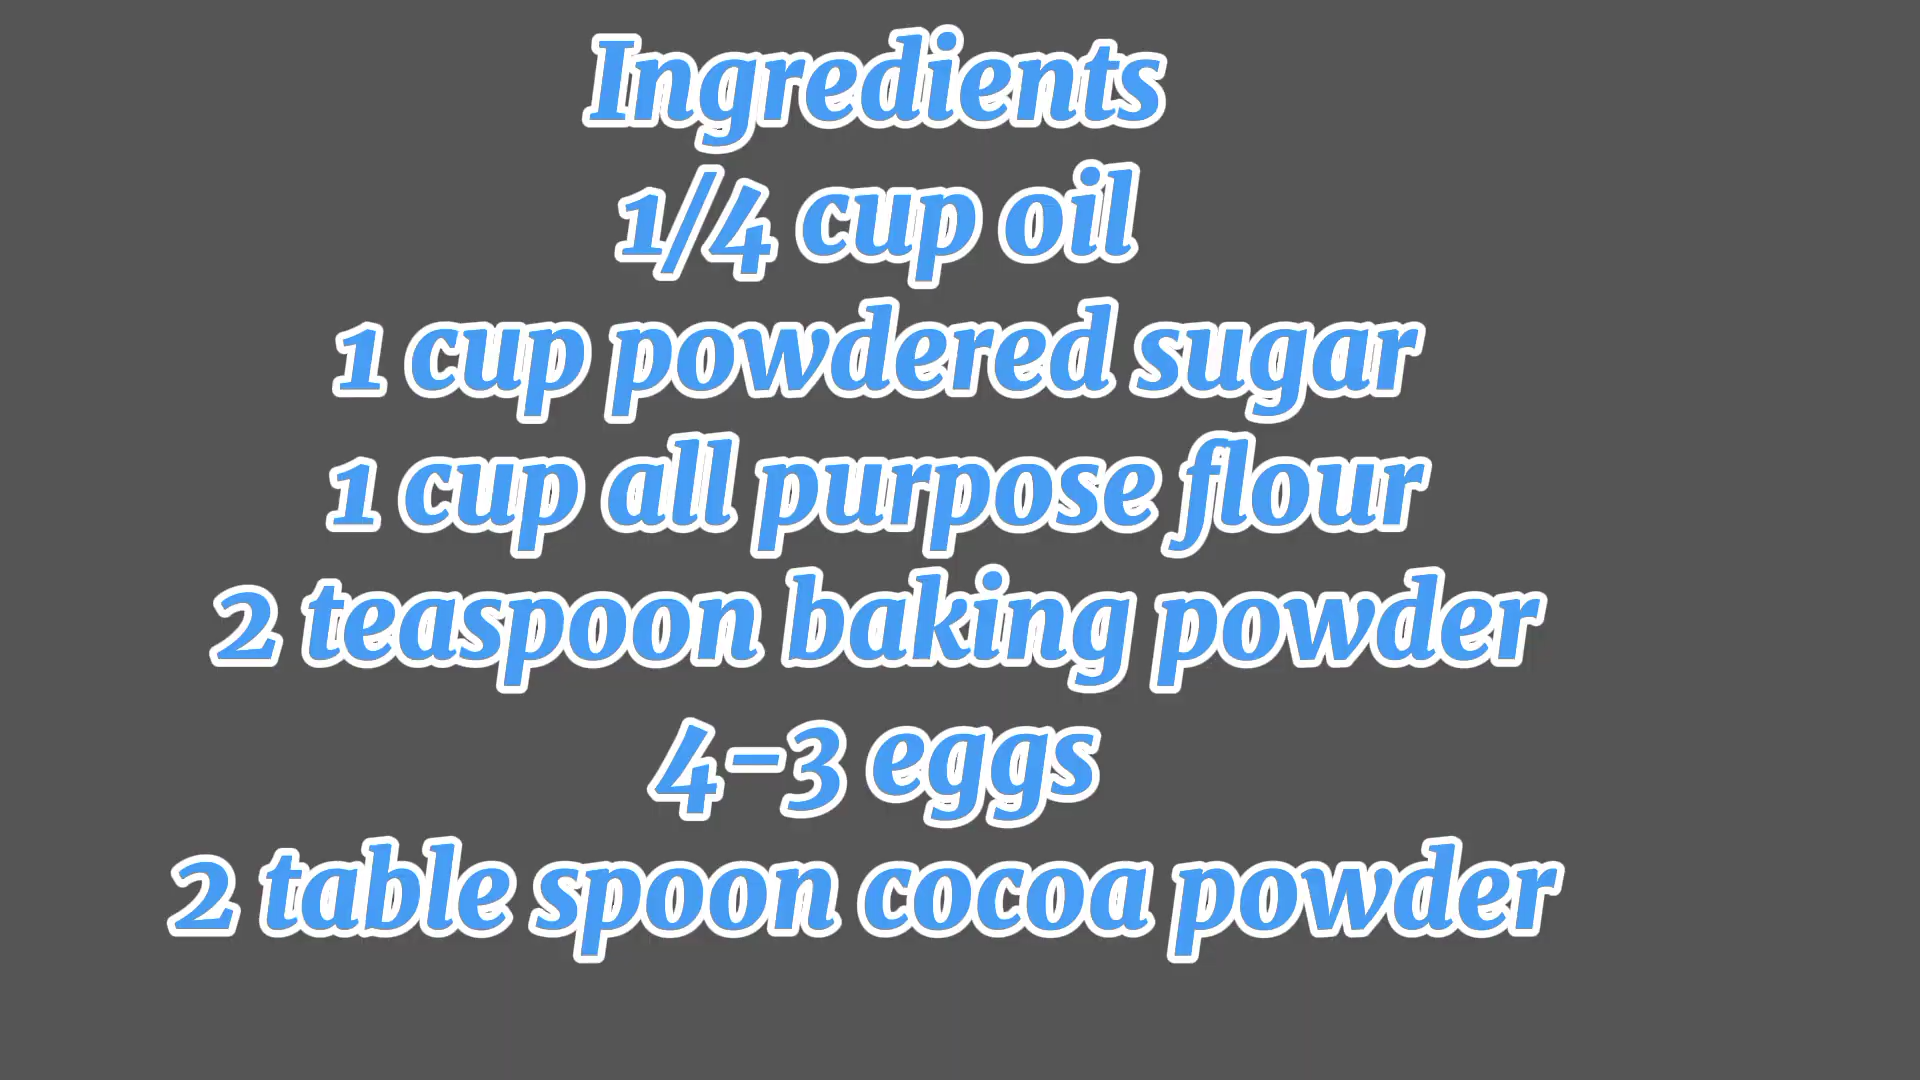 Ingredients
1/4 cup oil
1 cup powdered sugar
1 cup all purpose flour
2 teaspoon baking powder
4-3 eggs
2 table spoon cocoa powder